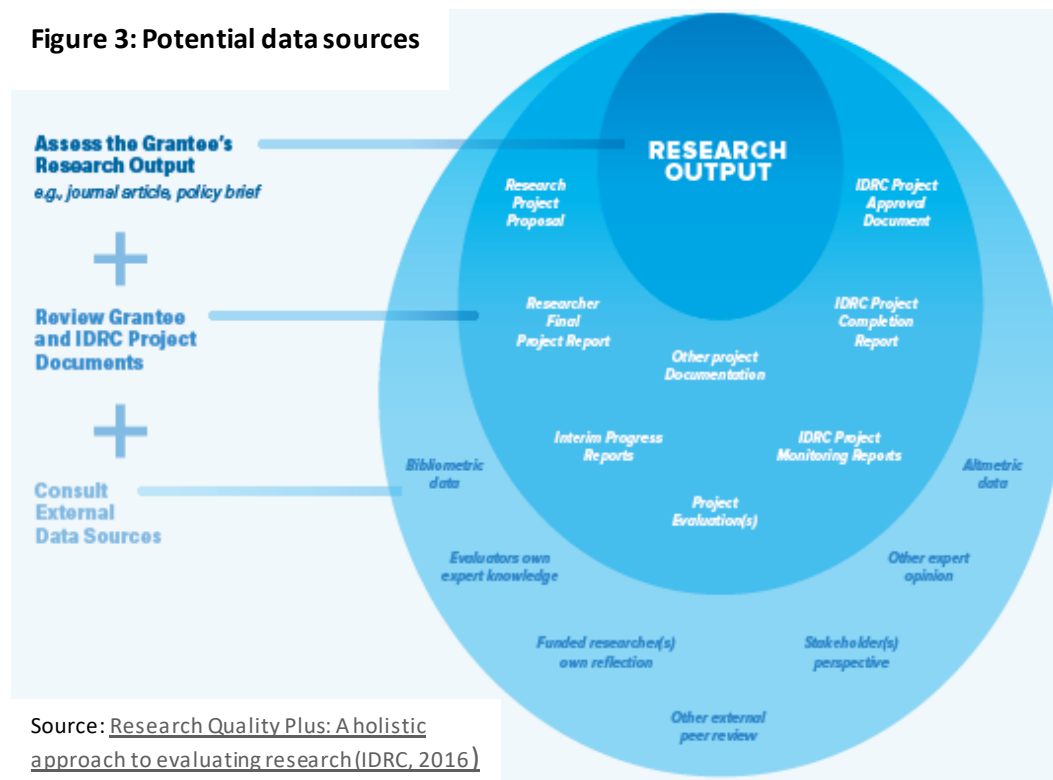 Figure 3: Potential data sources
Assess the Grantee's
Research Output
e.g., journal article, policy brief
+
Review Grantee
and IDRC Project
Documents
+
Consult
External
Data Sources
RESEARCH
OUTPUT
Research
Project
Proposal
IDRC Project
Approval
Document
Researcher
Final
Project Report
IDRC Project
Completion
Report
Other project
Documentation
Interim Progress
Reports
IDRC Project
Monitoring Reports
Project
Evaluation(s)
Bibliometric
data
Altmetric
data
Evaluators own
expert knowledge
Other expert
opinion
Funded researcher(s)
own reflection
Stakeholder(s)
perspective
Other external
peer review
Source: Research Quality Plus: A holistic
approach to evaluating research (IDRC, 2016)